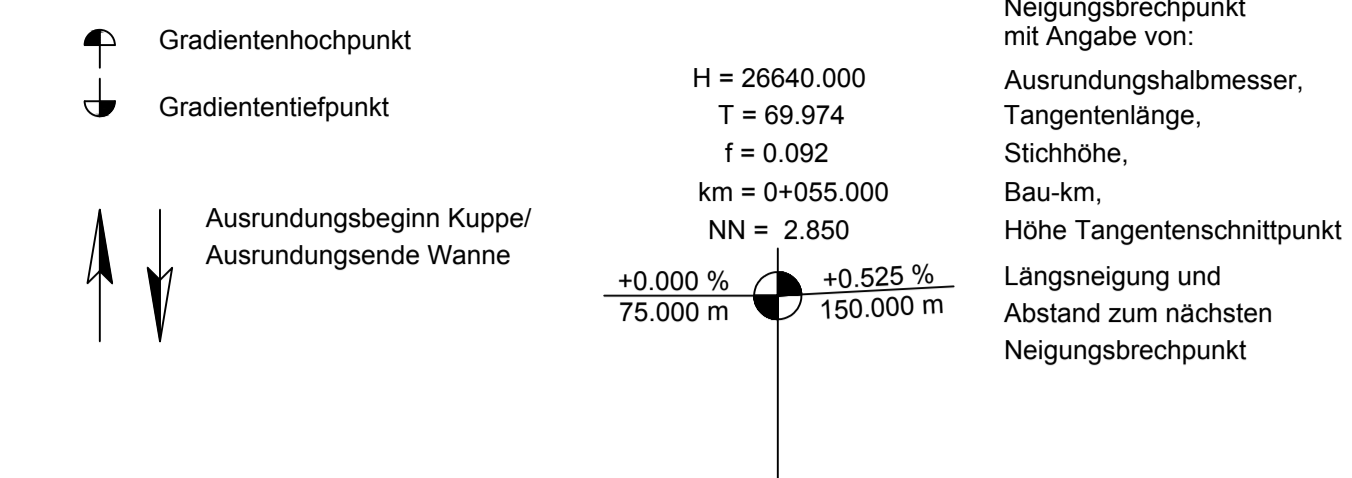 Gradientenhochpunkt
Gradiententiefpunkt
Ausrundungsbeginn Kuppe/
Ausrundungsende Wanne
Neigungsbrechpunkt
mit Angabe von:
H = 26640.000
Ausrundungshalbmesser,
T = 69.974
Tangentenlänge,
f = 0.092
Stichhöhe,
km = 0+055.000
Bau-km,
NN = 2.850
Höhe Tangentenschnittpunkt
+0.000 %
+0.525 %
75.000 m
150.000 m
Längsneigung und
Abstand zum nächsten
Neigungsbrechpunkt